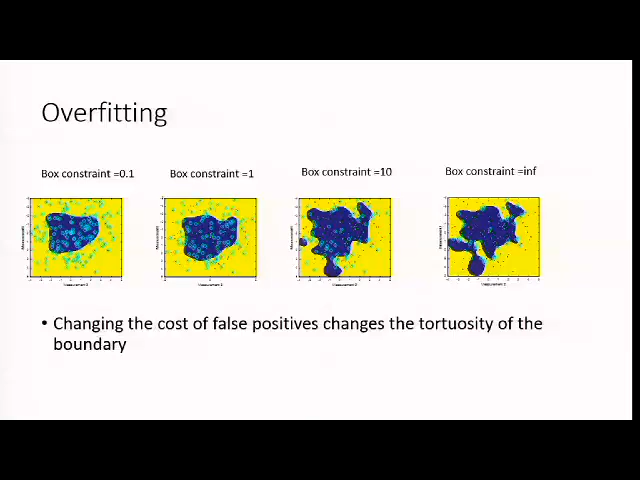 Overfitting
Box constraint =0.1
Box constraint =1
Box constraint =10
Box constraint =inf
• Changing the cost of false positives changes the tortuosity of the
boundary